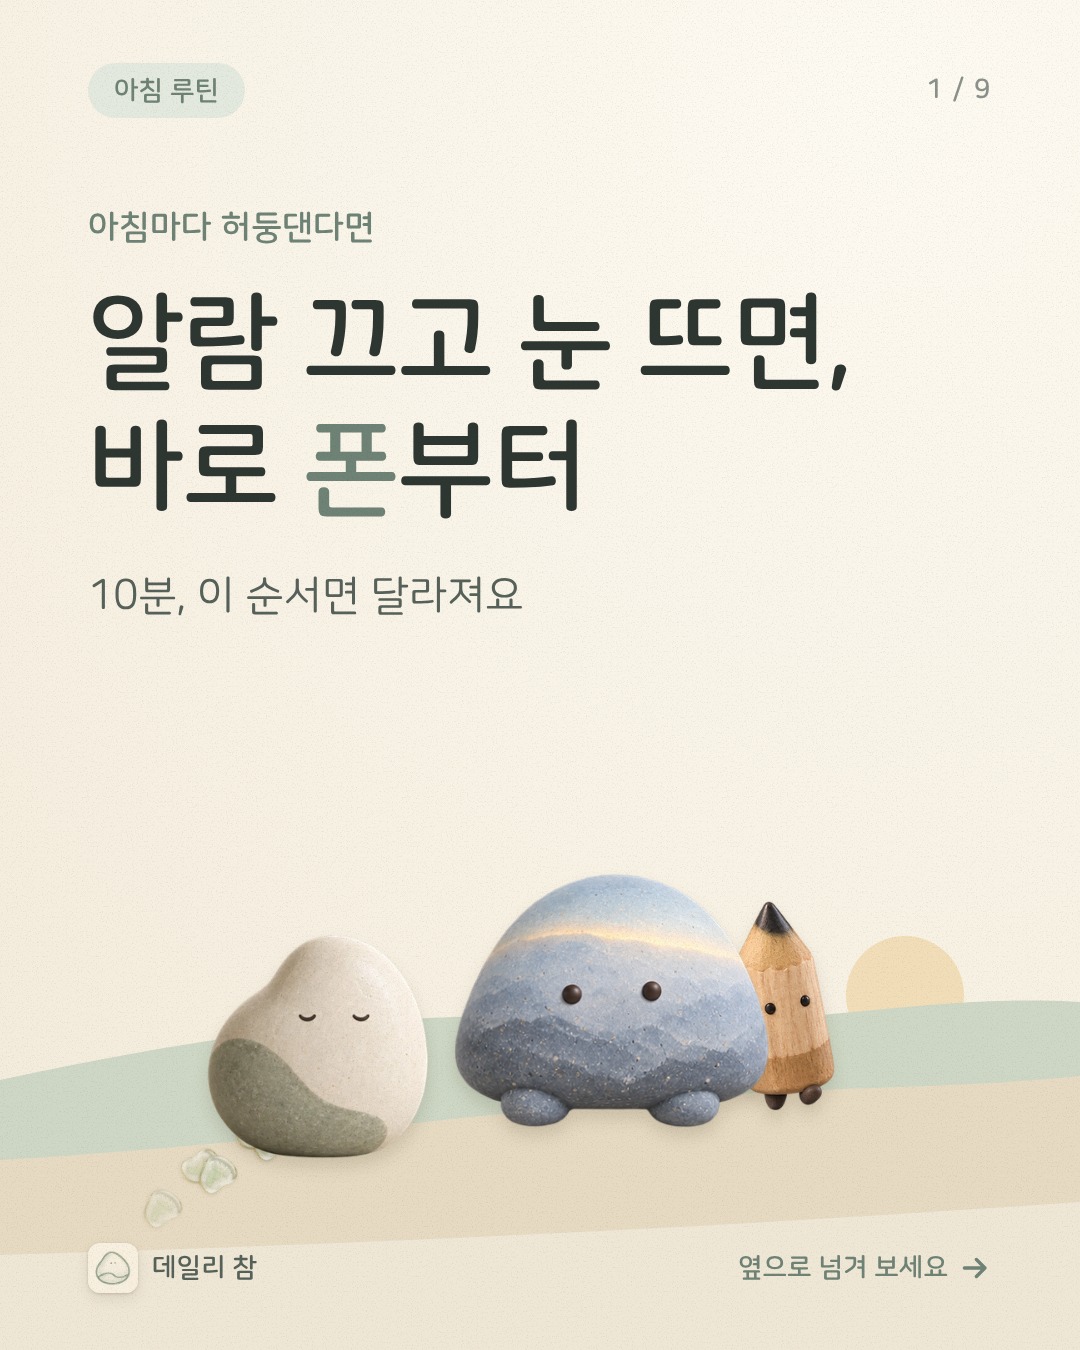 아침 루틴
1 / 9
아침마다 허둥댄다면
알람 끄고 눈 뜨면,
바로 폰부터
10분, 이 순서면 달라져요
데일리 참
옆으로 넘겨 보세요 →